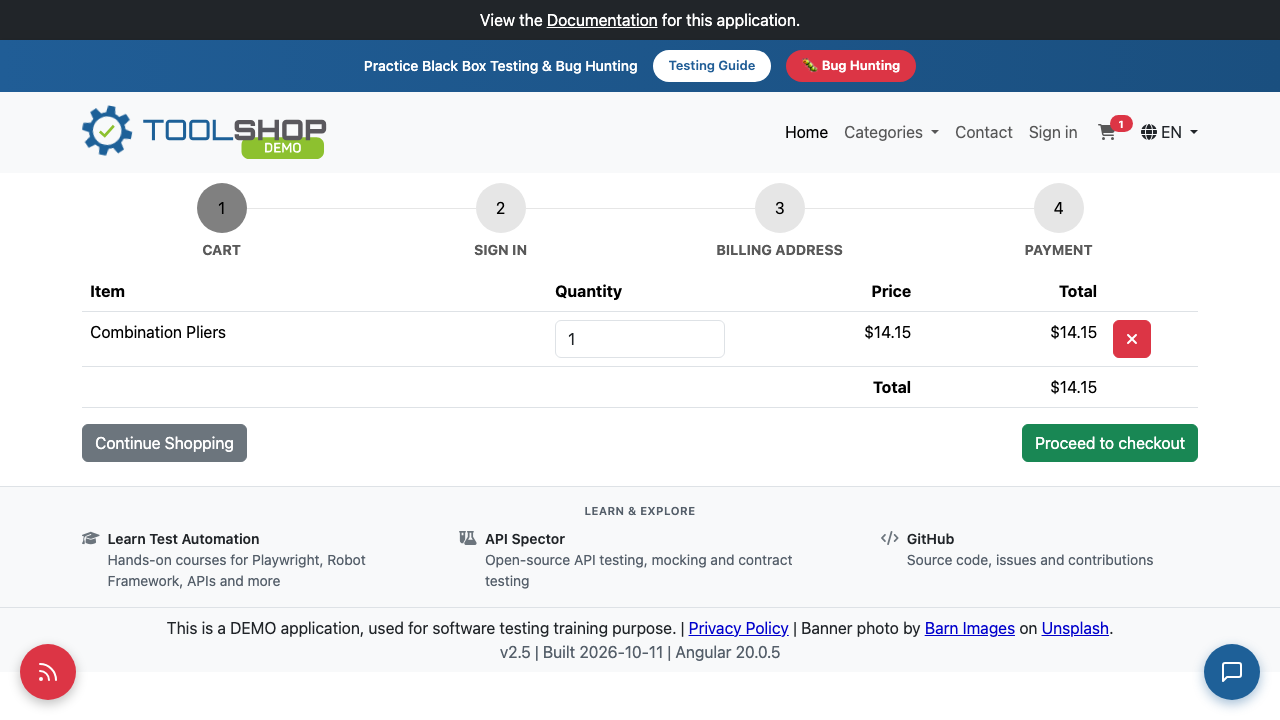 View the Documentation for this application.
Practice Black Box Testing & Bug Hunting
Testing Guide
Bug Hunting
TOOLSHOP
DEMO
Home
Categories
Contact
Sign in
1
EN
1
2
3
4
CART
SIGN IN
BILLING ADDRESS
PAYMENT
Item Quantity Price Total
Combination Pliers 1 $14.15 $14.15
Total $14.15
Continue Shopping
Proceed to checkout
LEARN & EXPLORE
Learn Test Automation
Hands-on courses for Playwright, Robot
Framework, APIs and more
API Spector
Open-source API testing, mocking and contract
testing
GitHub
Source code, issues and contributions
This is a DEMO application, used for software testing training purpose. | Privacy Policy | Banner photo by Barn Images on Unsplash.
v2.5 | Built 2026-10-11 | Angular 20.0.5